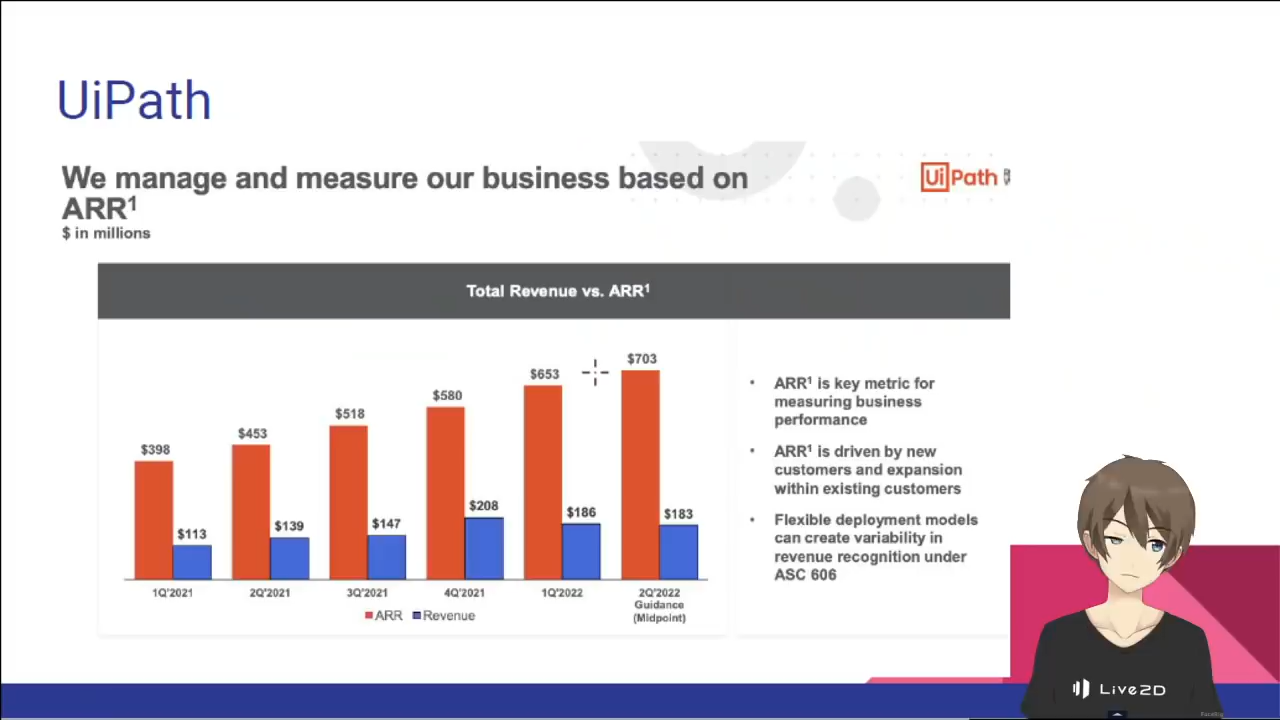 UiPath
We manage and measure our business based on
ARR¹
$ in millions
Ui Path
Total Revenue vs. ARR¹
$398
$113
1Q'2021
$453
$139
2Q'2021
$518
$147
3Q'2021
$580
$208
4Q'2021
$653
$186
1Q'2022
$703
$183
2Q'2022
Guidance
(Midpoint)
ARR
Revenue
• ARR¹ is key metric for
measuring business
performance
• ARR¹ is driven by new
customers and expansion
within existing customers
• Flexible deployment models
can create variability in
revenue recognition under
ASC 606
Live2D